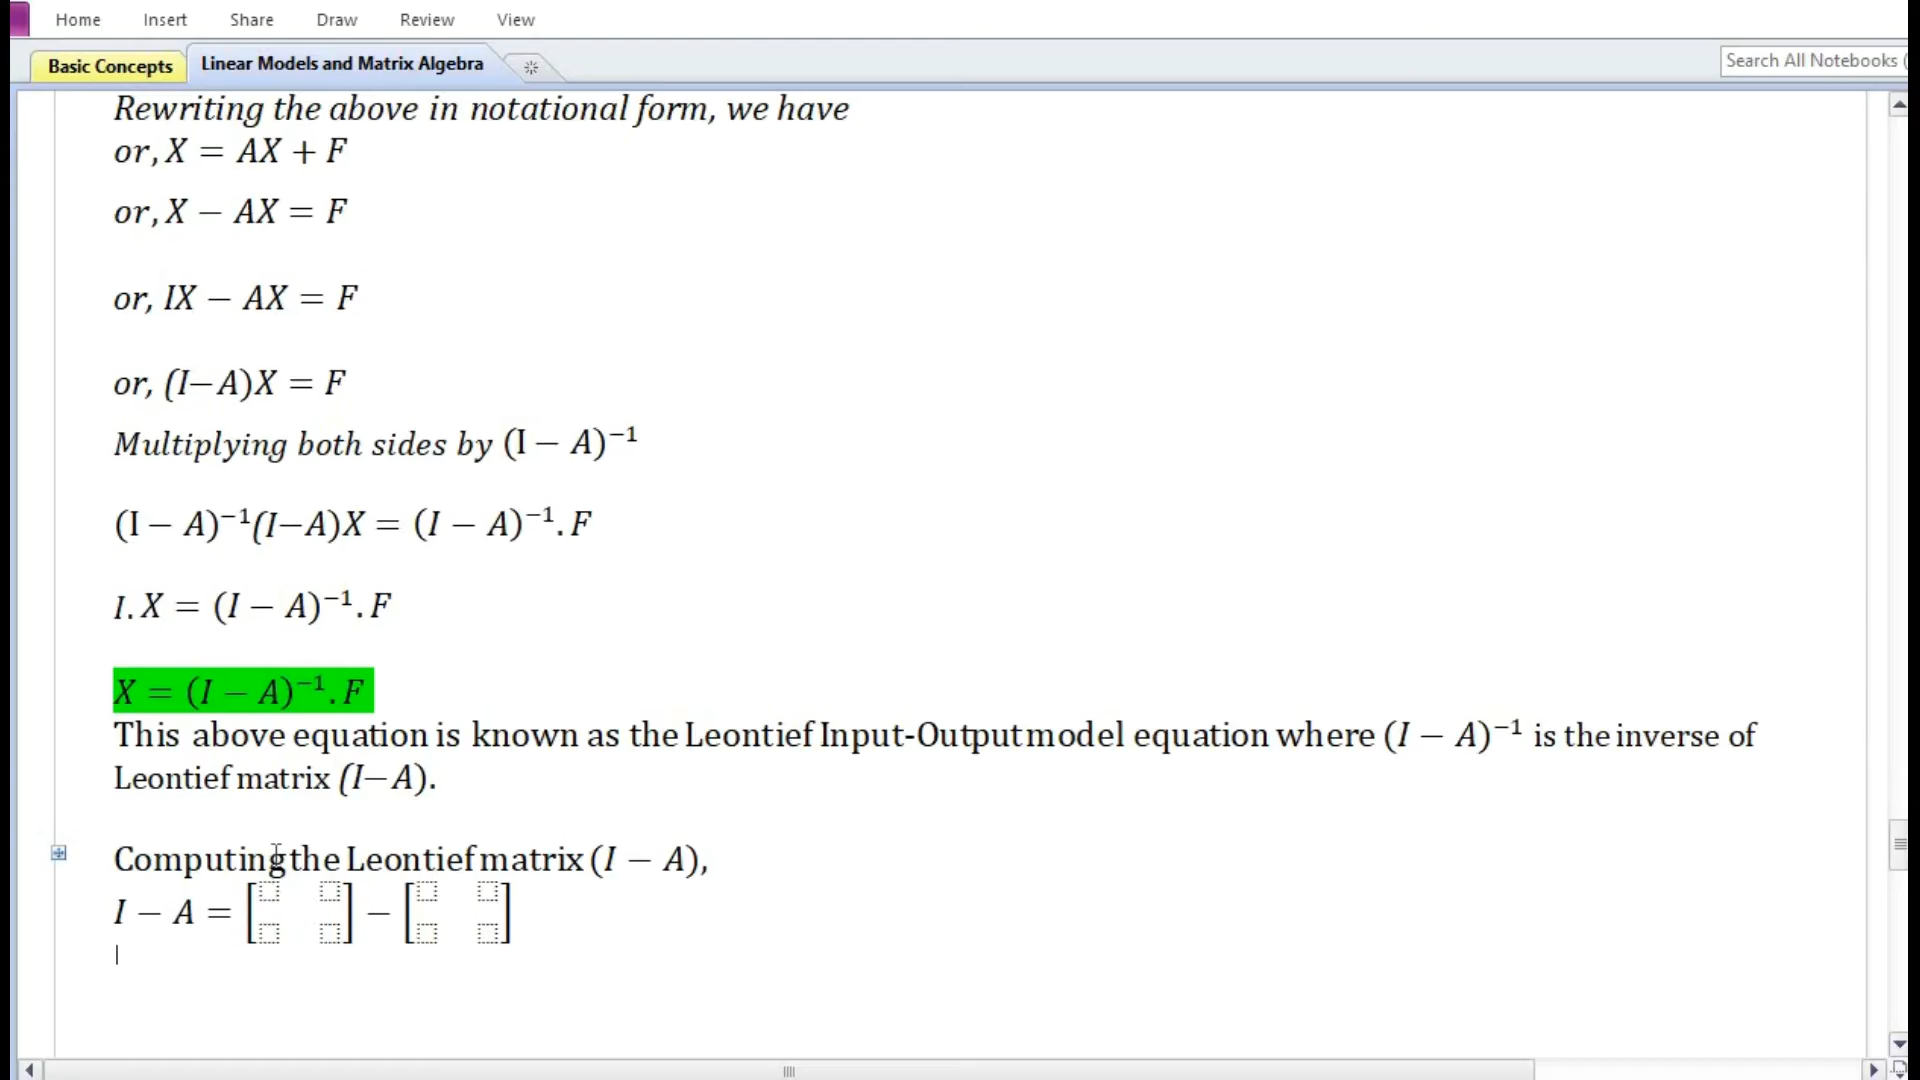 Home Insert Share Draw Review View
Basic Concepts Linear Models and Matrix Algebra Search All Notebooks (
Rewriting the above in notational form, we have
or, X = AX + F
or, X − AX = F
or, IX − AX = F
or, (I−A)X = F
Multiplying both sides by (I − A)⁻¹
(I − A)⁻¹(I−A)X = (I − A)⁻¹. F
I. X = (I − A)⁻¹. F
X = (I − A)⁻¹. F
This above equation is known as the Leontief Input-Output model equation where (I − A)⁻¹ is the inverse of
Leontief matrix (I−A).
Computing the Leontief matrix (I − A),
I − A = [ ] − [ ]